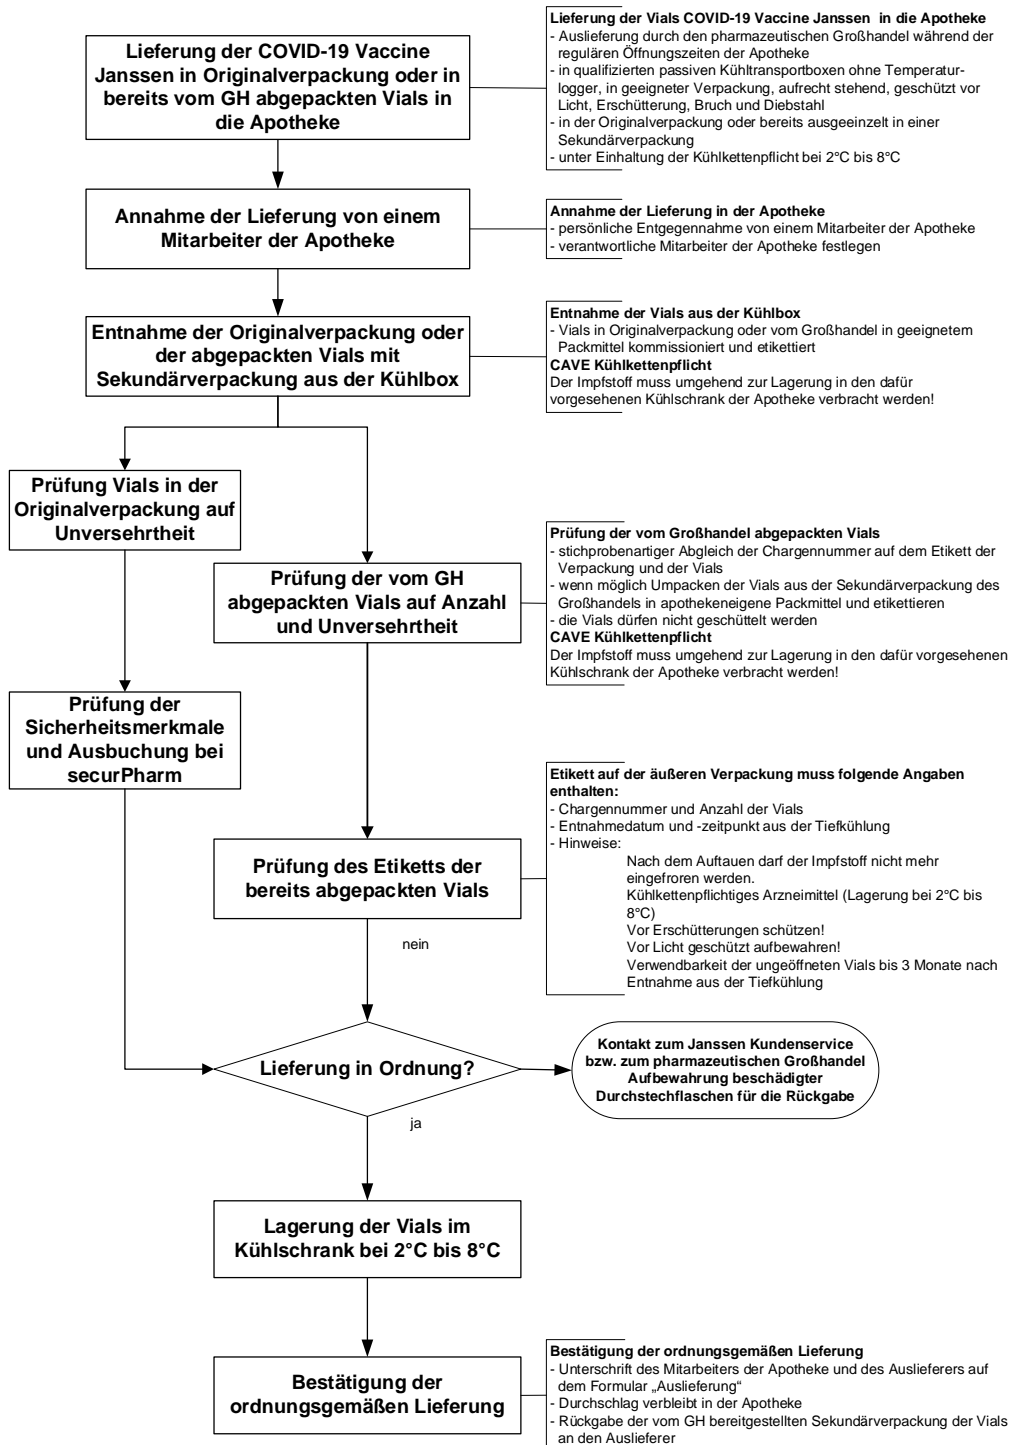 Lieferung der COVID-19 Vaccine
Janssen in Originalverpackung oder in
bereits vom GH abgepackten Vials in
die Apotheke
Lieferung der Vials COVID-19 Vaccine Janssen in die Apotheke
- Auslieferung durch den pharmazeutischen Großhandel während der
regulären Öffnungszeiten der Apotheke
- in qualifizierten passiven Kühltransportboxen ohne Temperatur-
logger, in geeigneter Verpackung, aufrecht stehend, geschützt vor
Licht, Erschütterung, Bruch und Diebstahl
- in der Originalverpackung oder bereits ausgeeinzelt in einer
Sekundärverpackung
- unter Einhaltung der Kühlkettenpflicht bei 2°C bis 8°C
Annahme der Lieferung von einem
Mitarbeiter der Apotheke
Annahme der Lieferung in der Apotheke
- persönliche Entgegennahme von einem Mitarbeiter der Apotheke
- verantwortliche Mitarbeiter der Apotheke festlegen
Entnahme der Originalverpackung oder
der abgepackten Vials mit
Sekundärverpackung aus der Kühlbox
Entnahme der Vials aus der Kühlbox
- Vials in Originalverpackung oder vom Großhandel in geeignetem
Packmittel kommissioniert und etikettiert
CAVE Kühlkettenpflicht
Der Impfstoff muss umgehend zur Lagerung in den dafür
vorgesehenen Kühlschrank der Apotheke verbracht werden!
Prüfung Vials in der
Originalverpackung auf
Unversehrtheit
Prüfung der vom GH
abgepackten Vials auf Anzahl
und Unversehrtheit
Prüfung der vom Großhandel abgepackten Vials
- stichprobenartiger Abgleich der Chargennummer auf dem Etikett der
Verpackung und der Vials
- wenn möglich Umpacken der Vials aus der Sekundärverpackung des
Großhandels in apothekeneigene Packmittel und etikettieren
- die Vials dürfen nicht geschüttelt werden
CAVE Kühlkettenpflicht
Der Impfstoff muss umgehend zur Lagerung in den dafür vorgesehenen
Kühlschrank der Apotheke verbracht werden!
Prüfung der
Sicherheitsmerkmale
und Ausbuchung bei
securPharm
Prüfung des Etiketts der
bereits abgepackten Vials
Etikett auf der äußeren Verpackung muss folgende Angaben
enthalten:
- Chargennummer und Anzahl der Vials
- Entnahmedatum und -zeitpunkt aus der Tiefkühlung
- Hinweise:
Nach dem Auftauen darf der Impfstoff nicht mehr
eingefroren werden.
Kühlkettenpflichtiges Arzneimittel (Lagerung bei 2°C bis
8°C)
Vor Erschütterungen schützen!
Vor Licht geschützt aufbewahren!
Verwendbarkeit der ungeöffneten Vials bis 3 Monate nach
Entnahme aus der Tiefkühlung
nein
Lieferung in Ordnung?
Kontakt zum Janssen Kundenservice
bzw. zum pharmazeutischen Großhandel
Aufbewahrung beschädigter
Durchstechflaschen für die Rückgabe
ja
Lagerung der Vials im
Kühlschrank bei 2°C bis 8°C
Bestätigung der
ordnungsgemäßen Lieferung
Bestätigung der ordnungsgemäßen Lieferung
- Unterschrift des Mitarbeiters der Apotheke und des Auslieferers auf
dem Formular „Auslieferung“
- Durchschlag verbleibt in der Apotheke
- Rückgabe der vom GH bereitgestellten Sekundärverpackung der Vials
an den Auslieferer